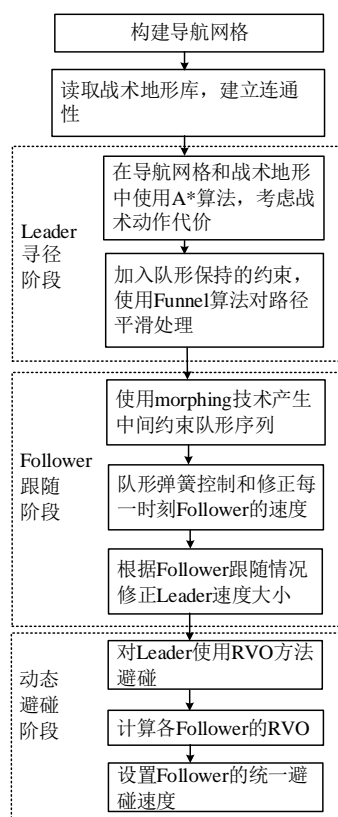 构建导航网格
读取战术地形库，建立连通
性
Leader
寻径
阶段
在导航网格和战术地形
中使用A*算法，考虑战
术动作代价
加入队形保持的约束，
使用Funnel算法对路径
平滑处理
Follower
跟随
阶段
使用morphing技术产生
中间约束队形序列
队形弹簧控制和修正每
一时刻Follower的速度
根据Follower跟随情况
修正Leader速度大小
动态
避碰
阶段
对Leader使用RVO方法
避碰
计算各Follower的RVO
设置Follower的统一避
碰速度